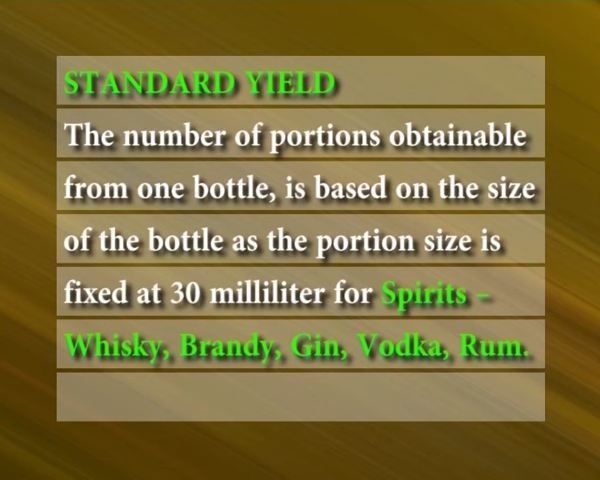 STANDARD YIELD
The number of portions obtainable
from one bottle, is based on the size
of the bottle as the portion size is
fixed at 30 milliliter for Spirits –
Whisky, Brandy, Gin, Vodka, Rum.